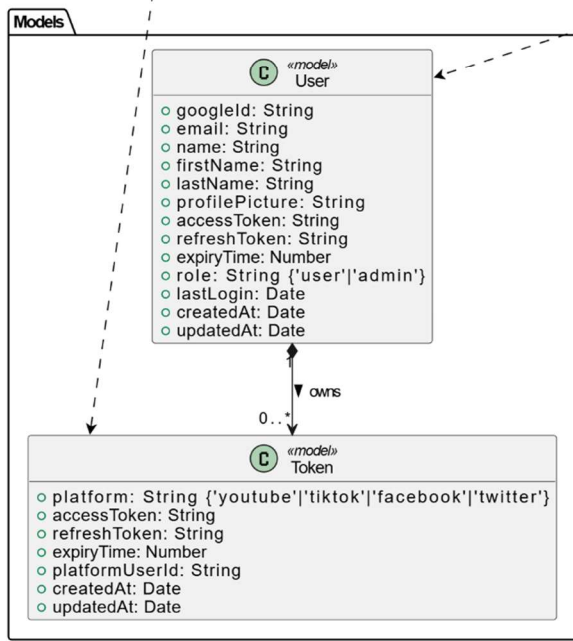 Models
C
«model»
User
googleId: String
email: String
name: String
firstName: String
lastName: String
profilePicture: String
accessToken: String
refreshToken: String
expiryTime: Number
role: String {'user'|'admin'}
lastLogin: Date
createdAt: Date
updatedAt: Date
1
owns
0..*
C
«model»
Token
platform: String {'youtube'|'tiktok'|'facebook'|'twitter'}
accessToken: String
refreshToken: String
expiryTime: Number
platformUserId: String
createdAt: Date
updatedAt: Date